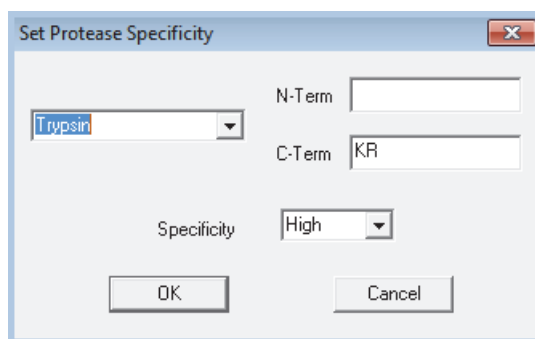 Set Protease Specificity
N-Term
Trypsin
C-Term KR
Specificity High
OK Cancel